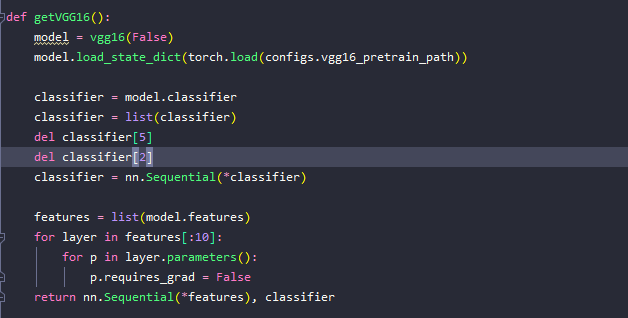 def getVGG16():
    model = vgg16(False)
    model.load_state_dict(torch.load(configs.vgg16_pretrain_path))

    classifier = model.classifier
    classifier = list(classifier)
    del classifier[5]
    del classifier[2]
    classifier = nn.Sequential(*classifier)

    features = list(model.features)
    for layer in features[:10]:
        for p in layer.parameters():
            p.requires_grad = False
    return nn.Sequential(*features), classifier